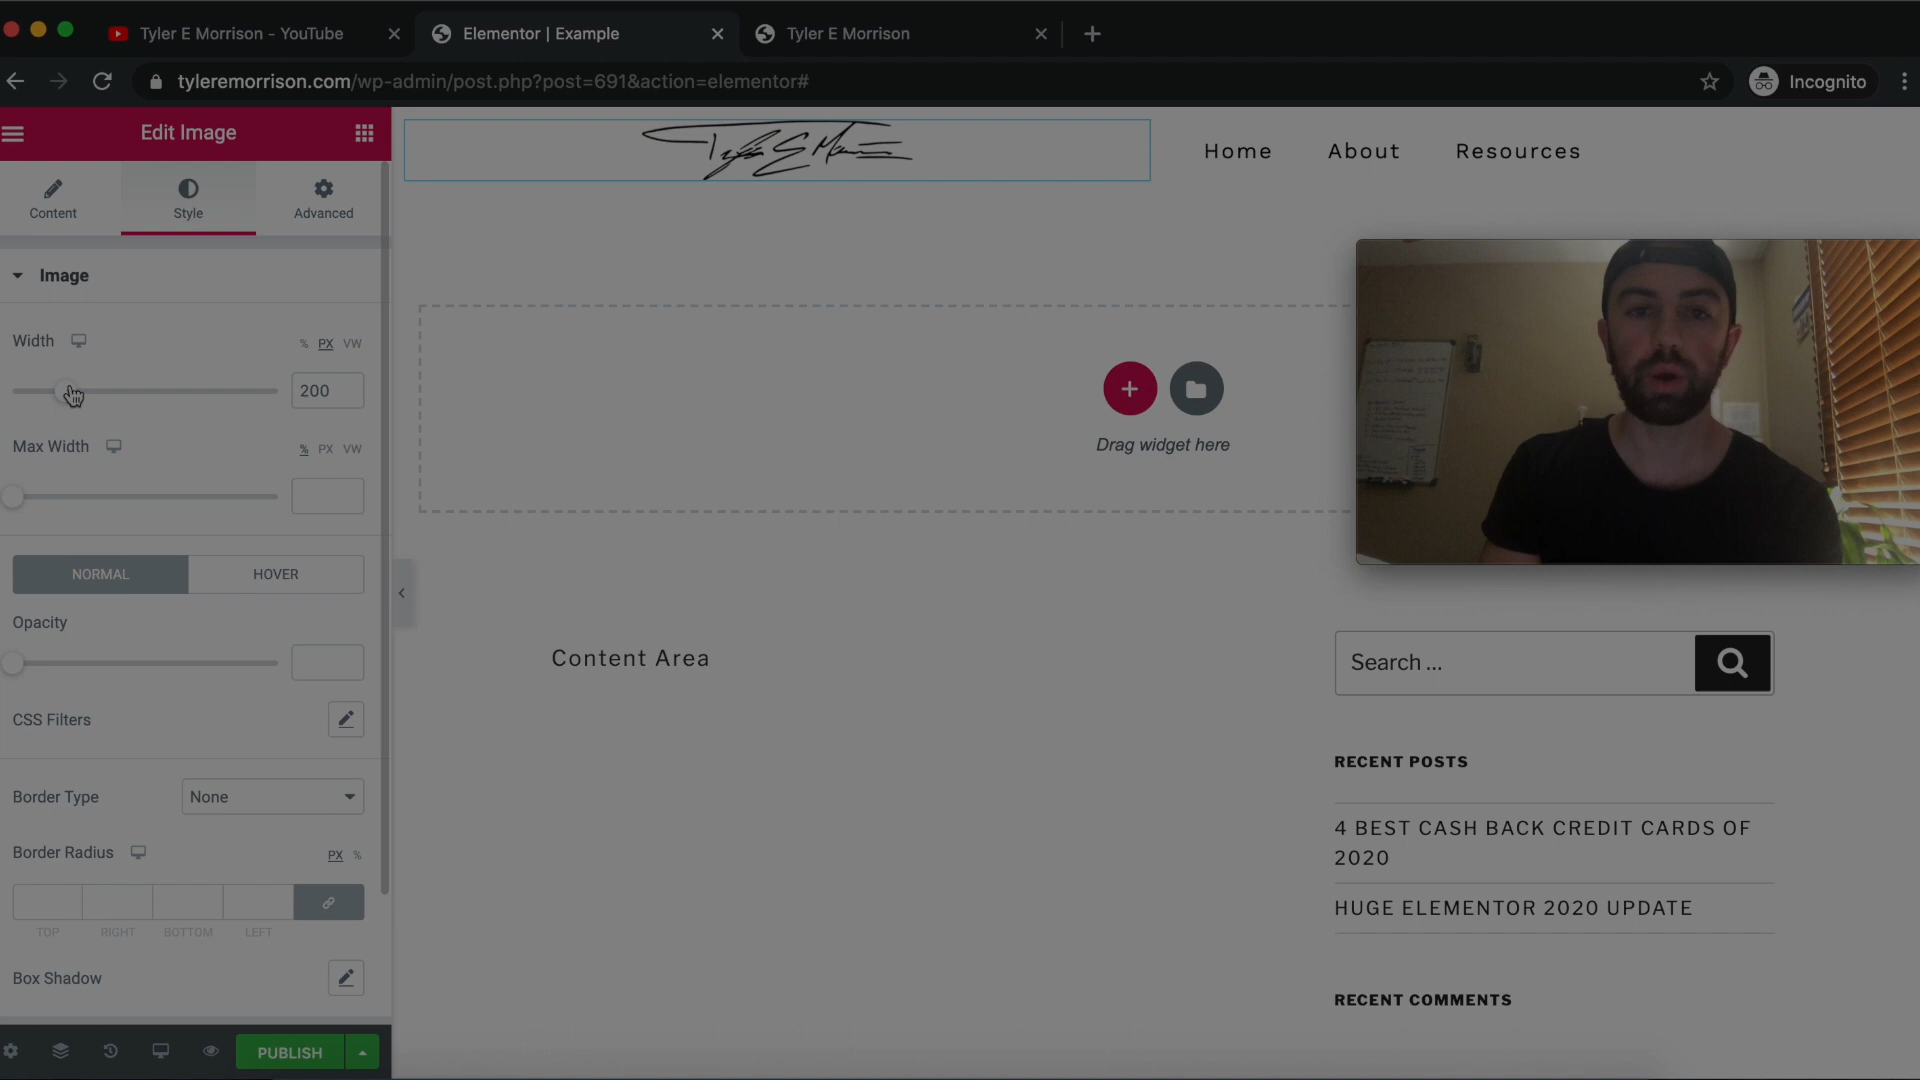 Tyler E Morrison - YouTube
Elementor | Example
Tyler E Morrison
tyleremorrison.com/wp-admin/post.php?post=691&action=elementor#
Incognito
Edit Image
Content
Style
Advanced
Image
Width
% PX VW
200
Max Width
% PX VW
NORMAL
HOVER
Opacity
CSS Filters
Border Type
None
Border Radius
PX %
TOP
RIGHT
BOTTOM
LEFT
Box Shadow
PUBLISH
Home
About
Resources
Drag widget here
Content Area
Search ...
RECENT POSTS
4 BEST CASH BACK CREDIT CARDS OF
2020
HUGE ELEMENTOR 2020 UPDATE
RECENT COMMENTS